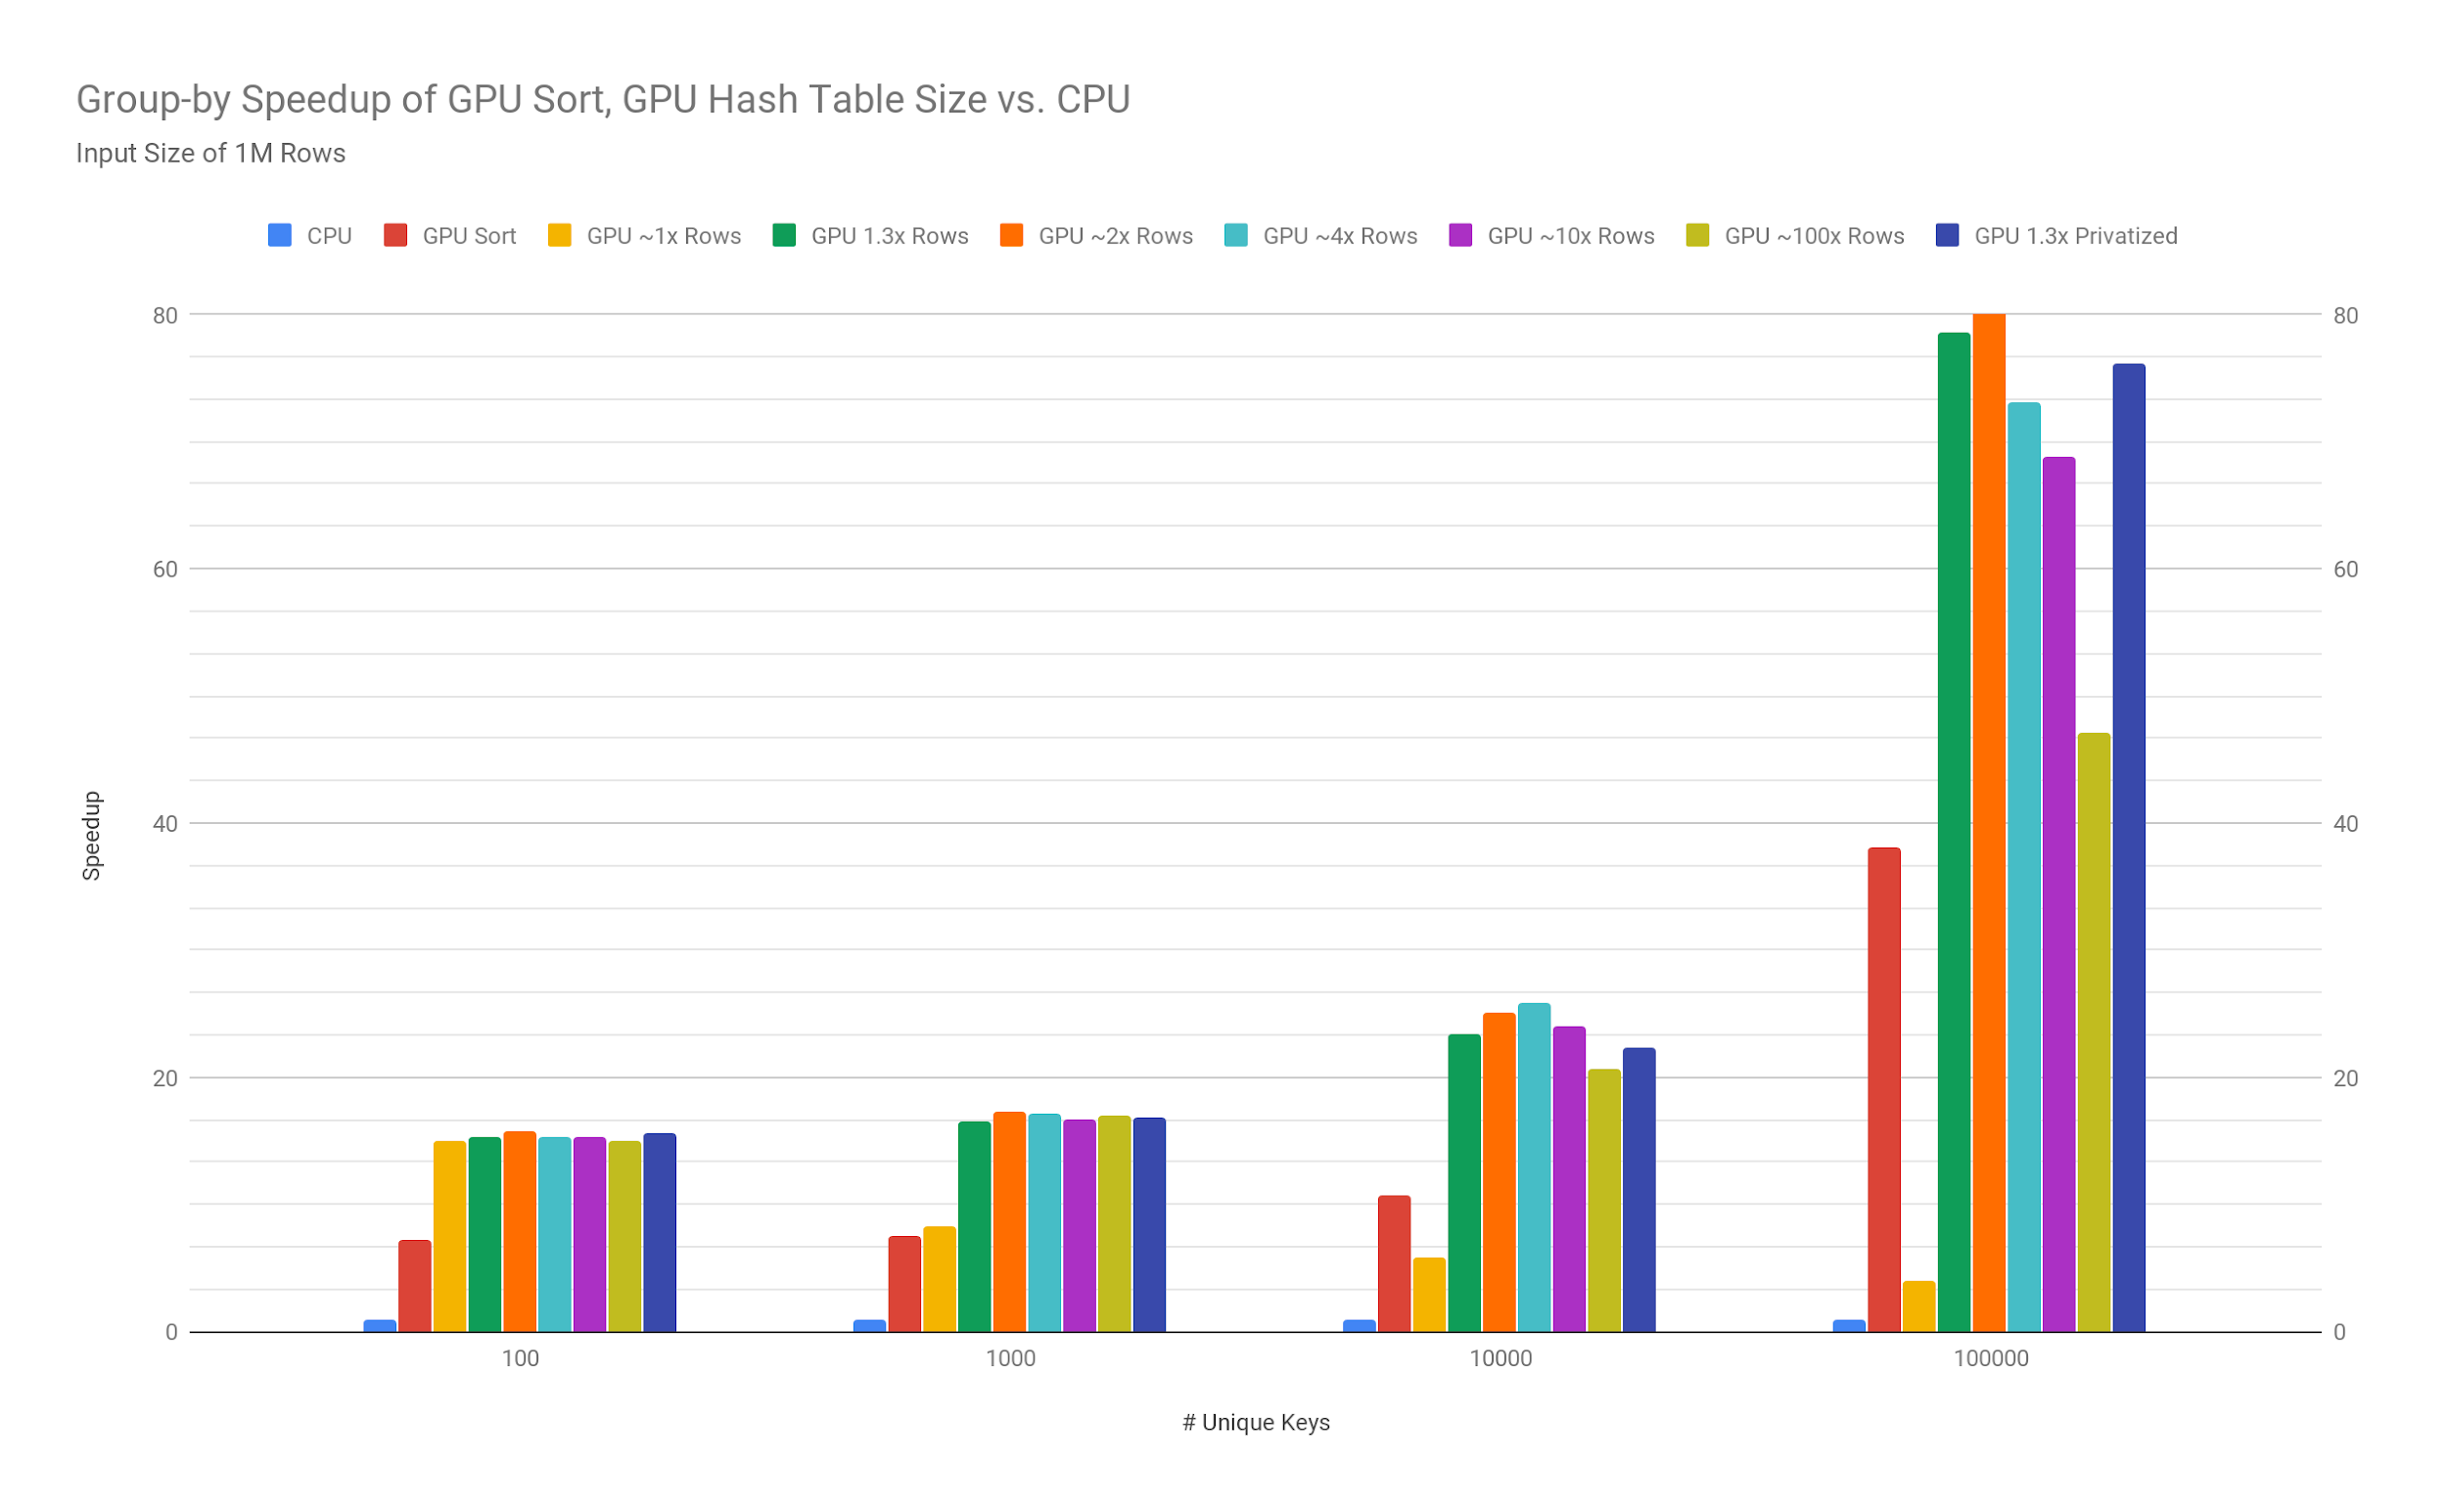 Group-by Speedup of GPU Sort, GPU Hash Table Size vs. CPU
Input Size of 1M Rows
CPU GPU Sort GPU ~1x Rows GPU 1.3x Rows GPU ~2x Rows GPU ~4x Rows GPU ~10x Rows GPU ~100x Rows GPU 1.3x Privatized
80 80
60 60
40 40
Speedup
20 20
0 0
100 1000 10000 100000
# Unique Keys